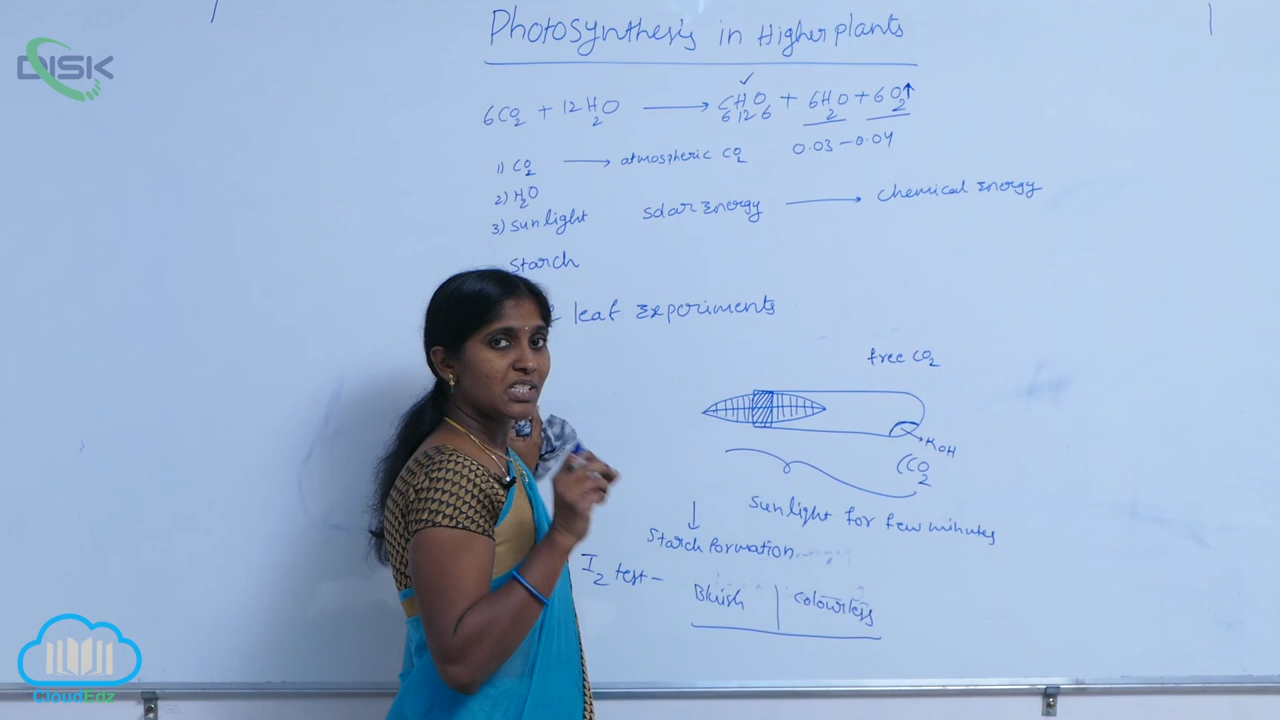 DISK
Photosynthesis in Higher plants
6CO2 + 12H2O → C6H12O6 + 6H2O + 6O2↑
0.03 – 0.04
1) CO2 → atmospheric CO2
2) H2O
3) sunlight solar Energy → chemical Energy
starch
leaf Experiments
free CO2
KOH
(CO2
sunlight for few minutes
↓
Starch formation
I2 test – Bluish | colourless
CloudEdz